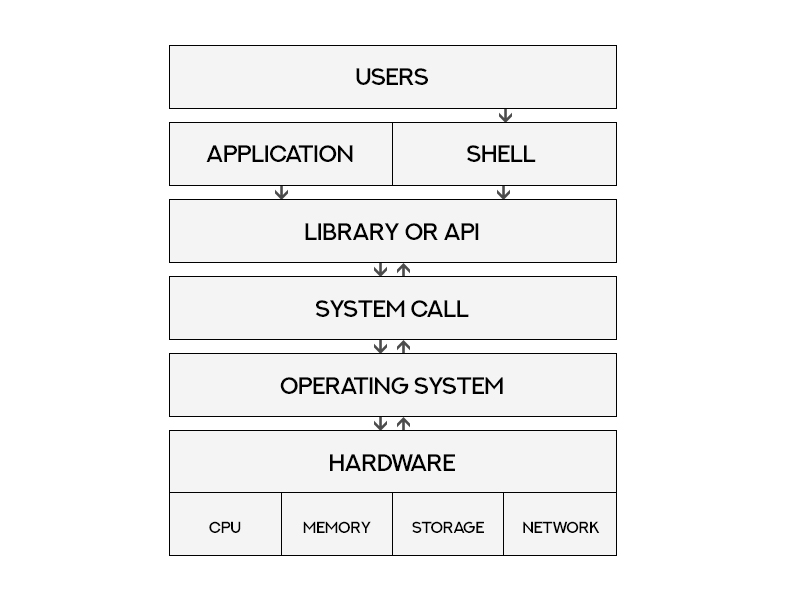 USERS
APPLICATION
SHELL
LIBRARY OR API
SYSTEM CALL
OPERATING SYSTEM
HARDWARE
CPU
MEMORY
STORAGE
NETWORK